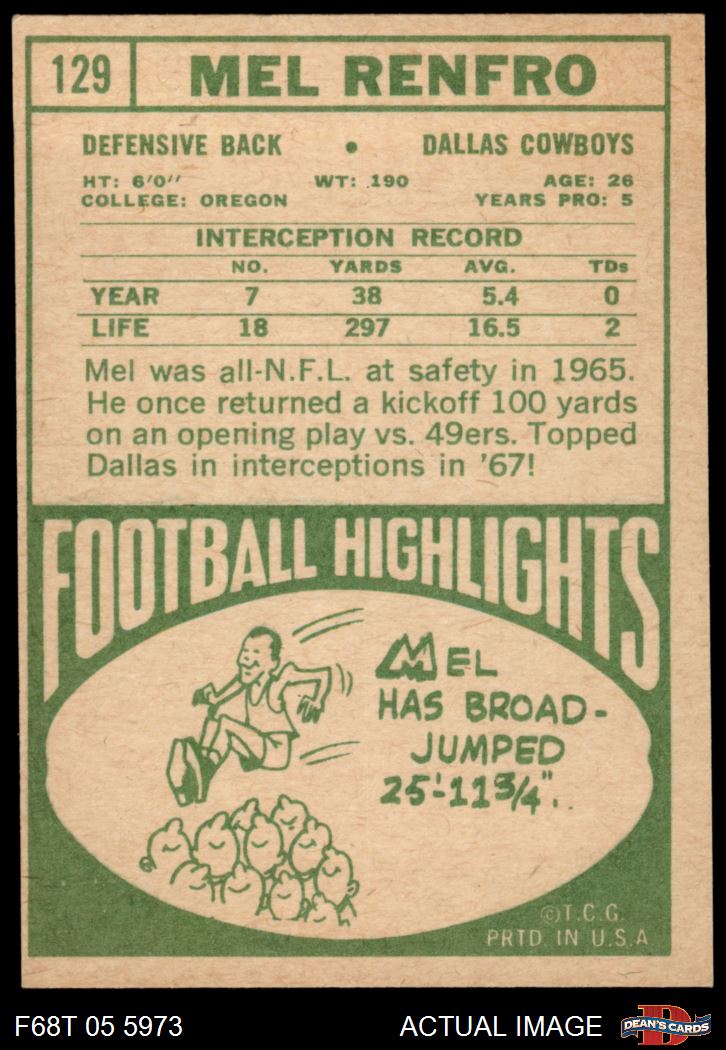 129 MEL RENFRO
DEFENSIVE BACK • DALLAS COWBOYS
HT: 6'0'' WT: 190 AGE: 26
COLLEGE: OREGON YEARS PRO: 5
INTERCEPTION RECORD
NO. YARDS AVG. TDs
YEAR 7 38 5.4 0
LIFE 18 297 16.5 2
Mel was all-N.F.L. at safety in 1965.
He once returned a kickoff 100 yards
on an opening play vs. 49ers. Topped
Dallas in interceptions in '67!
FOOTBALL HIGHLIGHTS
MEL
HAS BROAD-
JUMPED
25'-11 3/4"..
©T.C.G.
PRTD. IN U.S.A
F68T 05 5973 ACTUAL IMAGE
D
DEAN'S CARDS